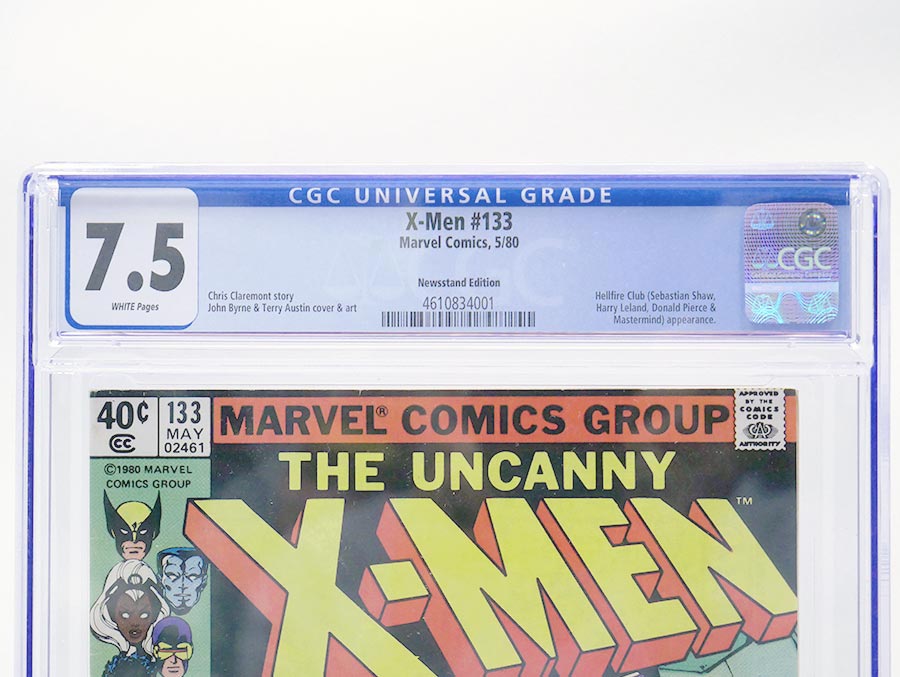 CGC UNIVERSAL GRADE
7.5
WHITE Pages
X-Men #133
Marvel Comics, 5/80
Newsstand Edition
4610834001
Chris Claremont story
John Byrne & Terry Austin cover & art
Hellfire Club (Sebastian Shaw,
Harry Leland, Donald Pierce &
Mastermind) appearance.
CGC
40¢
CC
133
MAY
02461
MARVEL® COMICS GROUP
APPROVED
BY THE
COMICS
CODE
AUTHORITY
©1980 MARVEL
COMICS GROUP
THE UNCANNY
X-MEN™